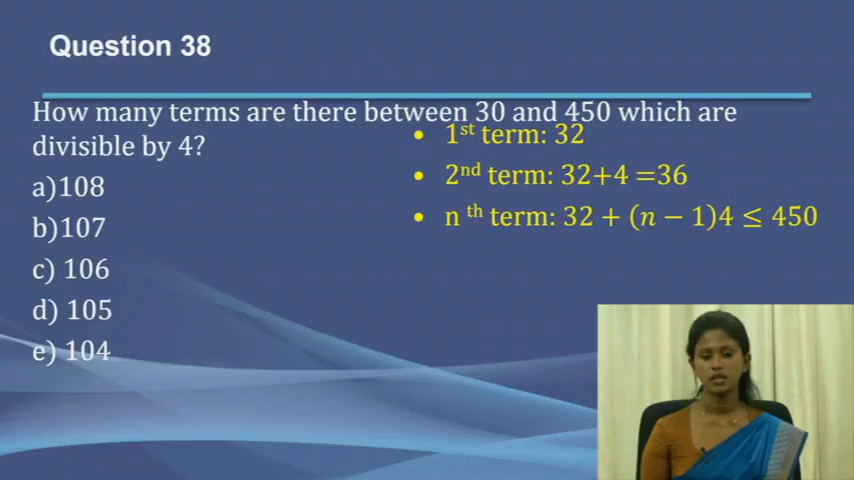 Question 38
How many terms are there between 30 and 450 which are
divisible by 4?
• 1st term: 32
• 2nd term: 32+4 =36
• n th term: 32 + (n − 1)4 ≤ 450
a)108
b)107
c) 106
d) 105
e) 104